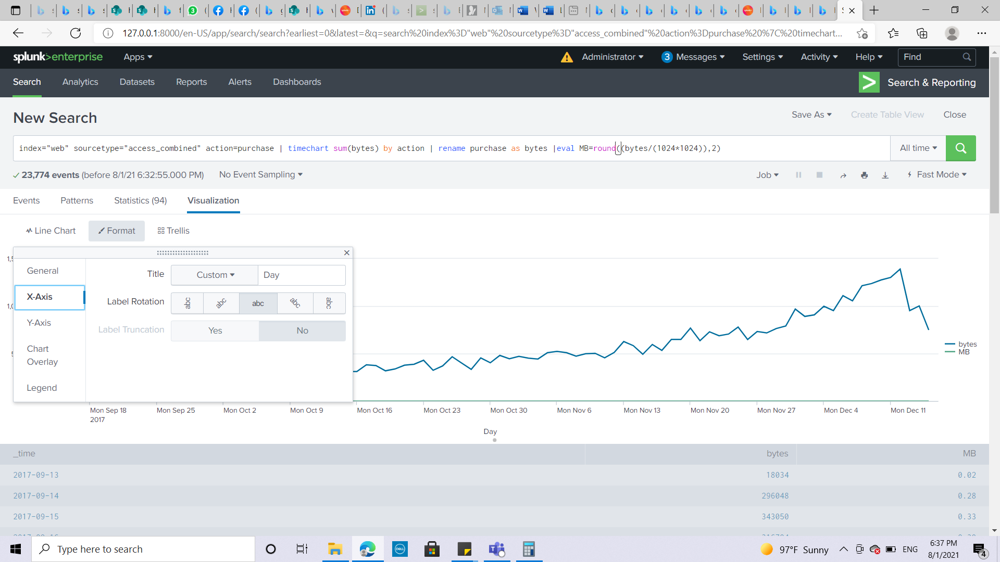 127.0.0.1:8000/en-US/app/search/search?earliest=0&latest=&q=search%20index%3D"web"%20sourcetype%3D"access_combined"%20action%3Dpurchase%20%7C%20timechart...
splunk>enterprise Apps Administrator 3 Messages Settings Activity Help Find
Search Analytics Datasets Reports Alerts Dashboards Search & Reporting
New Search Save As Create Table View Close
index="web" sourcetype="access_combined" action=purchase | timechart sum(bytes) by action | rename purchase as bytes |eval MB=round((bytes/(1024*1024)),2) All time
23,774 events (before 8/1/21 6:32:55.000 PM) No Event Sampling Job Fast Mode
Events Patterns Statistics (94) Visualization
Line Chart Format Trellis
General
X-Axis
Y-Axis
Chart
Overlay
Legend
Title Custom Day
Label Rotation abc abc abc abc abc
Label Truncation Yes No
bytes
MB
Mon Sep 18 Mon Sep 25 Mon Oct 2 Mon Oct 9 Mon Oct 16 Mon Oct 23 Mon Oct 30 Mon Nov 6 Mon Nov 13 Mon Nov 20 Mon Nov 27 Mon Dec 4 Mon Dec 11
2017
Day
_time bytes MB
2017-09-13 18034 0.02
2017-09-14 296048 0.28
2017-09-15 343050 0.33
Type here to search DELL 97°F Sunny ENG 6:37 PM
8/1/2021 4